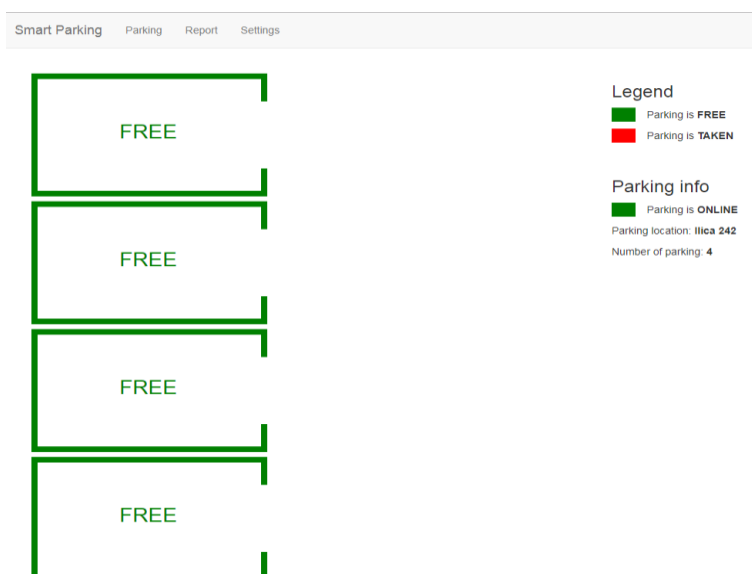 Smart Parking Parking Report Settings
FREE
FREE
FREE
FREE
Legend
Parking is FREE
Parking is TAKEN
Parking info
Parking is ONLINE
Parking location: Ilica 242
Number of parking: 4